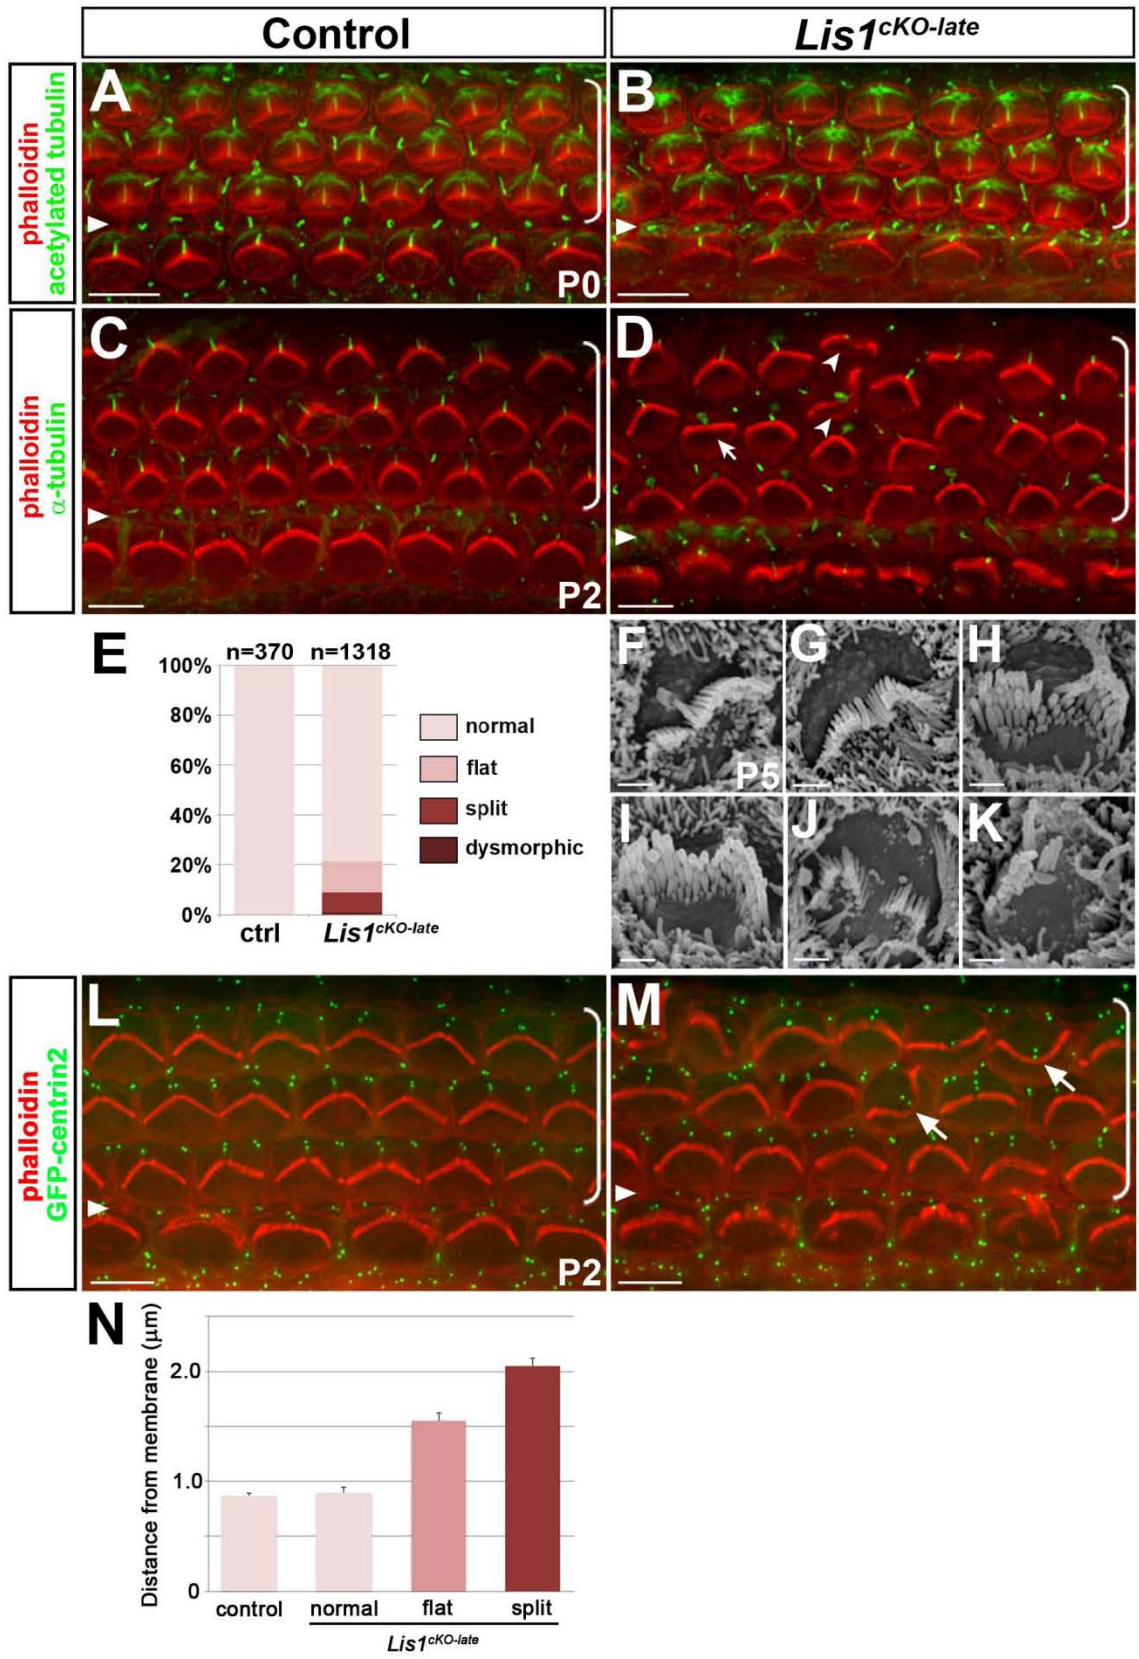 Control
Lis1cKO-late
phalloidin
acetylated tubulin
A
P0
B
phalloidin
α-tubulin
C
P2
D
E
n=370 n=1318
100%
80%
60%
40%
20%
0%
ctrl
Lis1cKO-late
normal
flat
split
dysmorphic
F
P5
G
H
I
J
K
phalloidin
GFP-centrin2
L
P2
M
N
Distance from membrane (μm)
2.0
1.0
0
control
normal
flat
split
Lis1cKO-late